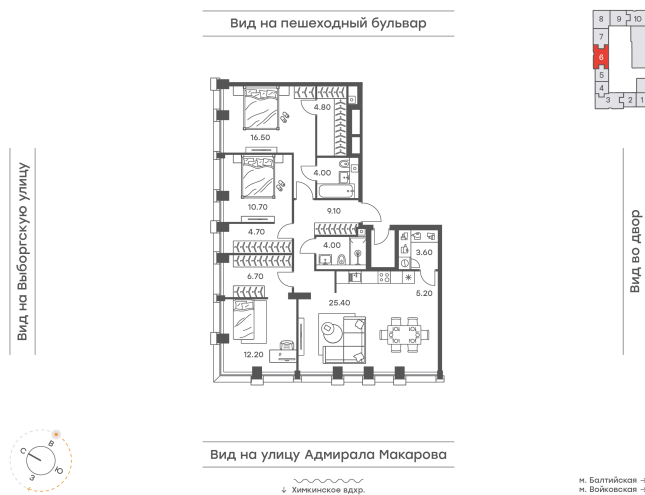 Вид на пешеходный бульвар
8 9 10
7
6
5
4
3 2 1
4.80
16.50
4.00
10.70
9.10
4.70
4.00
3.60
6.70
5.20
25.40
12.20
Вид на Выборгскую улицу
Вид во двор
Вид на улицу Адмирала Макарова
↓ Химкинское вдхр.
С
В
Ю
З
м. Балтийская
м. Войковская